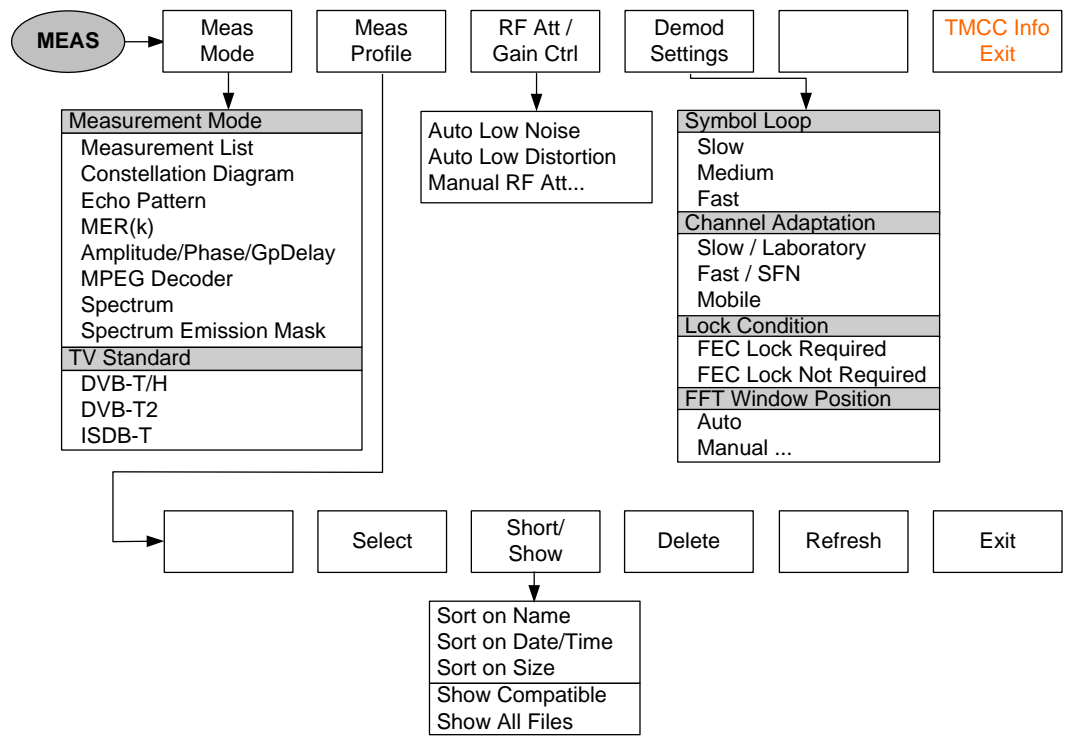 MEAS
Meas
Mode
Meas
Profile
RF Att /
Gain Ctrl
Demod
Settings
TMCC Info
Exit
Measurement Mode
Measurement List
Constellation Diagram
Echo Pattern
MER(k)
Amplitude/Phase/GpDelay
MPEG Decoder
Spectrum
Spectrum Emission Mask
TV Standard
DVB-T/H
DVB-T2
ISDB-T
Auto Low Noise
Auto Low Distortion
Manual RF Att...
Symbol Loop
Slow
Medium
Fast
Channel Adaptation
Slow / Laboratory
Fast / SFN
Mobile
Lock Condition
FEC Lock Required
FEC Lock Not Required
FFT Window Position
Auto
Manual ...
Select
Short/
Show
Delete
Refresh
Exit
Sort on Name
Sort on Date/Time
Sort on Size
Show Compatible
Show All Files